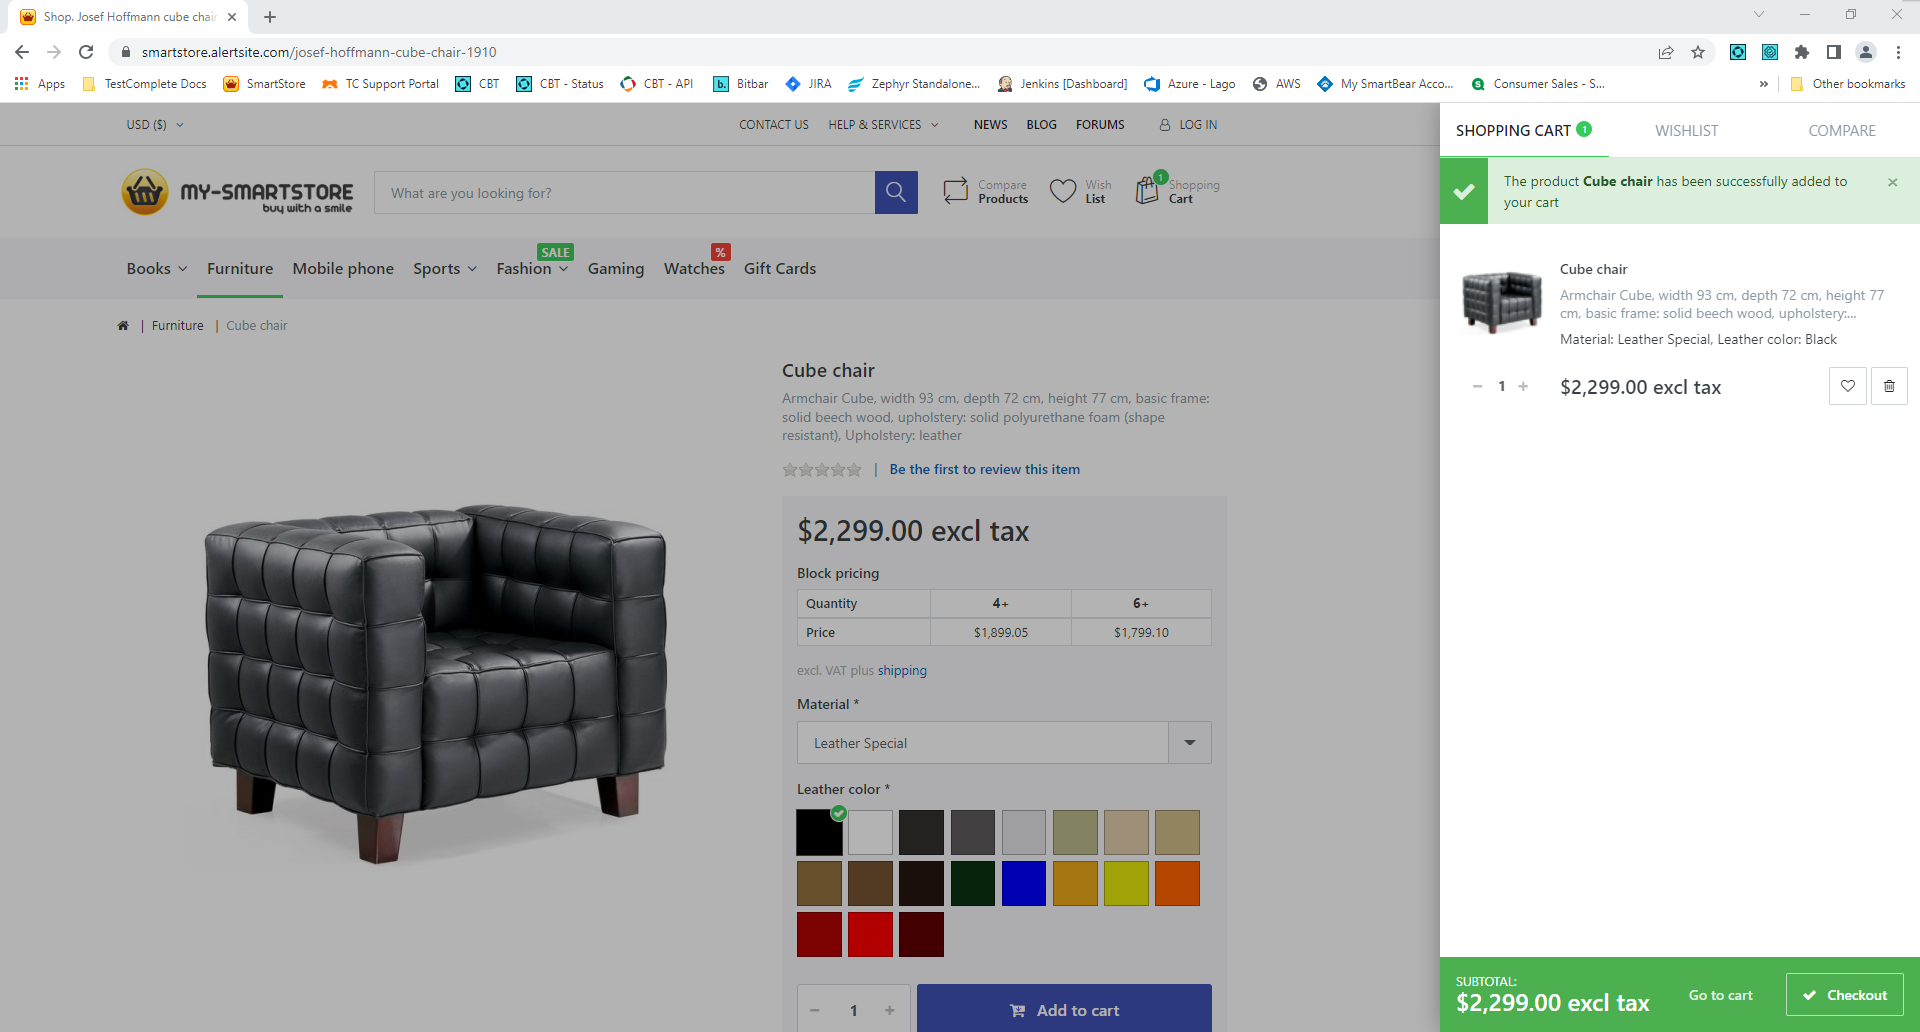 Shop. Josef Hoffmann cube chair
smartstore.alertsite.com/josef-hoffmann-cube-chair-1910
Apps
TestComplete Docs
SmartStore
TC Support Portal
CBT
CBT - Status
CBT - API
b. Bitbar
JIRA
Zephyr Standalone...
Jenkins [Dashboard]
Azure - Lago
AWS
My SmartBear Acco...
Consumer Sales - S...
»
Other bookmarks
USD ($)
CONTACT US
HELP & SERVICES
NEWS
BLOG
FORUMS
LOG IN
MY-SMARTSTORE
buy with a smile
What are you looking for?
Compare
Products
Wish
List
1
Shopping
Cart
Books
Furniture
Mobile phone
Sports
SALE
Fashion
Gaming
%
Watches
Gift Cards
| Furniture | Cube chair
Cube chair
Armchair Cube, width 93 cm, depth 72 cm, height 77 cm, basic frame:
solid beech wood, upholstery: solid polyurethane foam (shape
resistant), Upholstery: leather
| Be the first to review this item
$2,299.00 excl tax
Block pricing
Quantity 4+ 6+
Price $1,899.05 $1,799.10
excl. VAT plus shipping
Material *
Leather Special
Leather color *
− 1 +
Add to cart
SHOPPING CART 1
WISHLIST
COMPARE
The product Cube chair has been successfully added to
your cart
×
Cube chair
Armchair Cube, width 93 cm, depth 72 cm, height 77
cm, basic frame: solid beech wood, upholstery:...
Material: Leather Special, Leather color: Black
− 1 +
$2,299.00 excl tax
SUBTOTAL:
$2,299.00 excl tax
Go to cart
Checkout